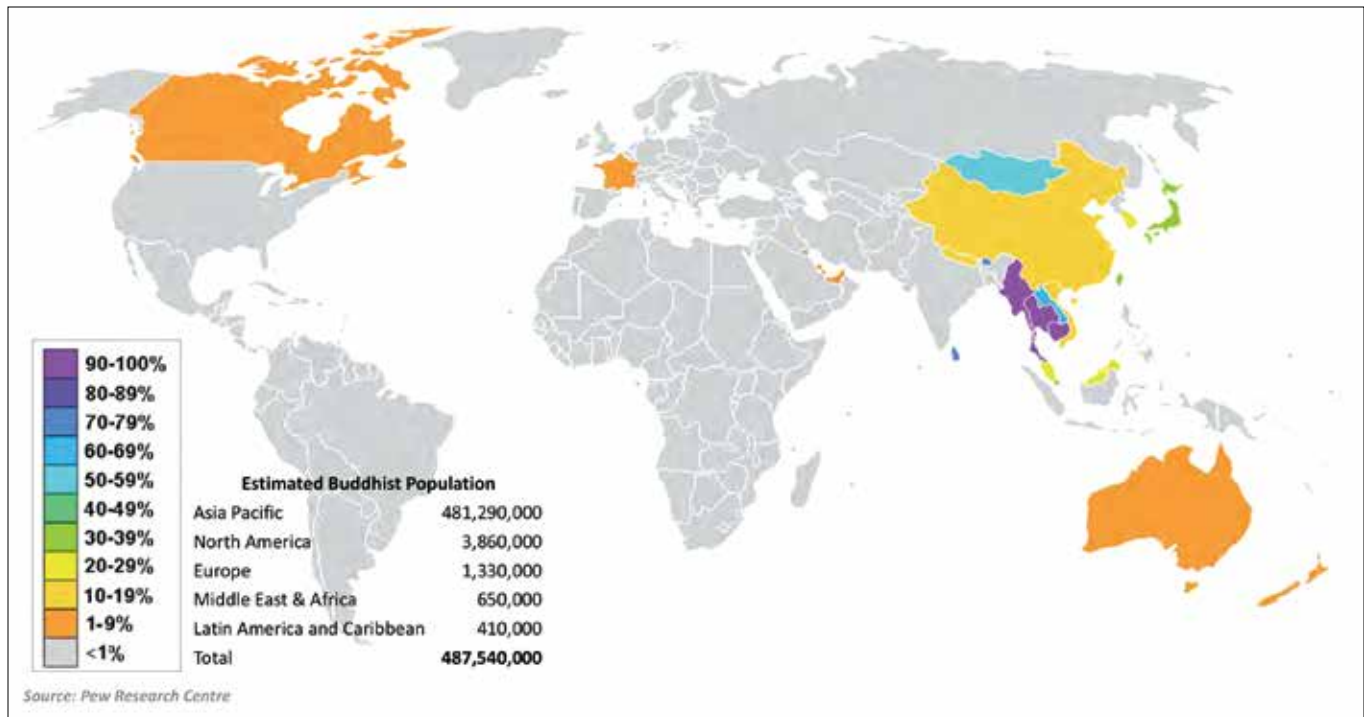 90-100%
80-89%
70-79%
60-69%
50-59%
40-49%
30-39%
20-29%
10-19%
1-9%
<1%
Estimated Buddhist Population
Asia Pacific 481,290,000
North America 3,860,000
Europe 1,330,000
Middle East & Africa 650,000
Latin America and Caribbean 410,000
Total 487,540,000
Source: Pew Research Centre